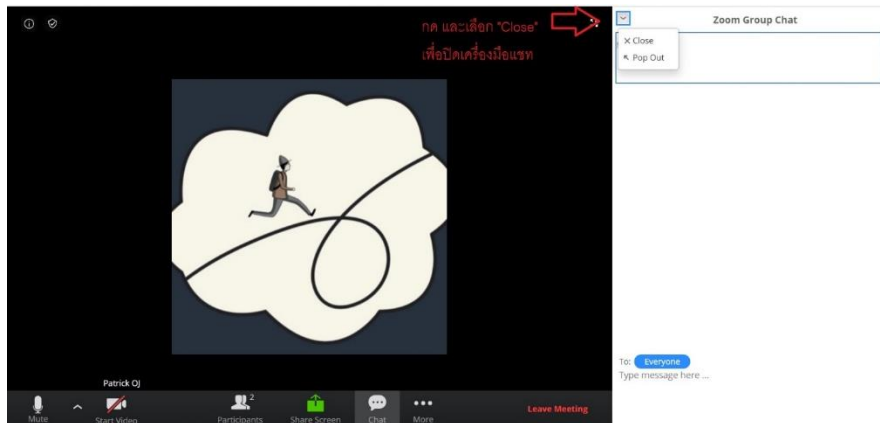 กด และเลือก "Close"
เพื่อปิดเครื่องมือแชท
Zoom Group Chat
Close
Pop Out
To: Everyone
Type message here ...
Patrick OJ
Mute
Start Video
2
Participants
Share Screen
Chat
More
Leave Meeting